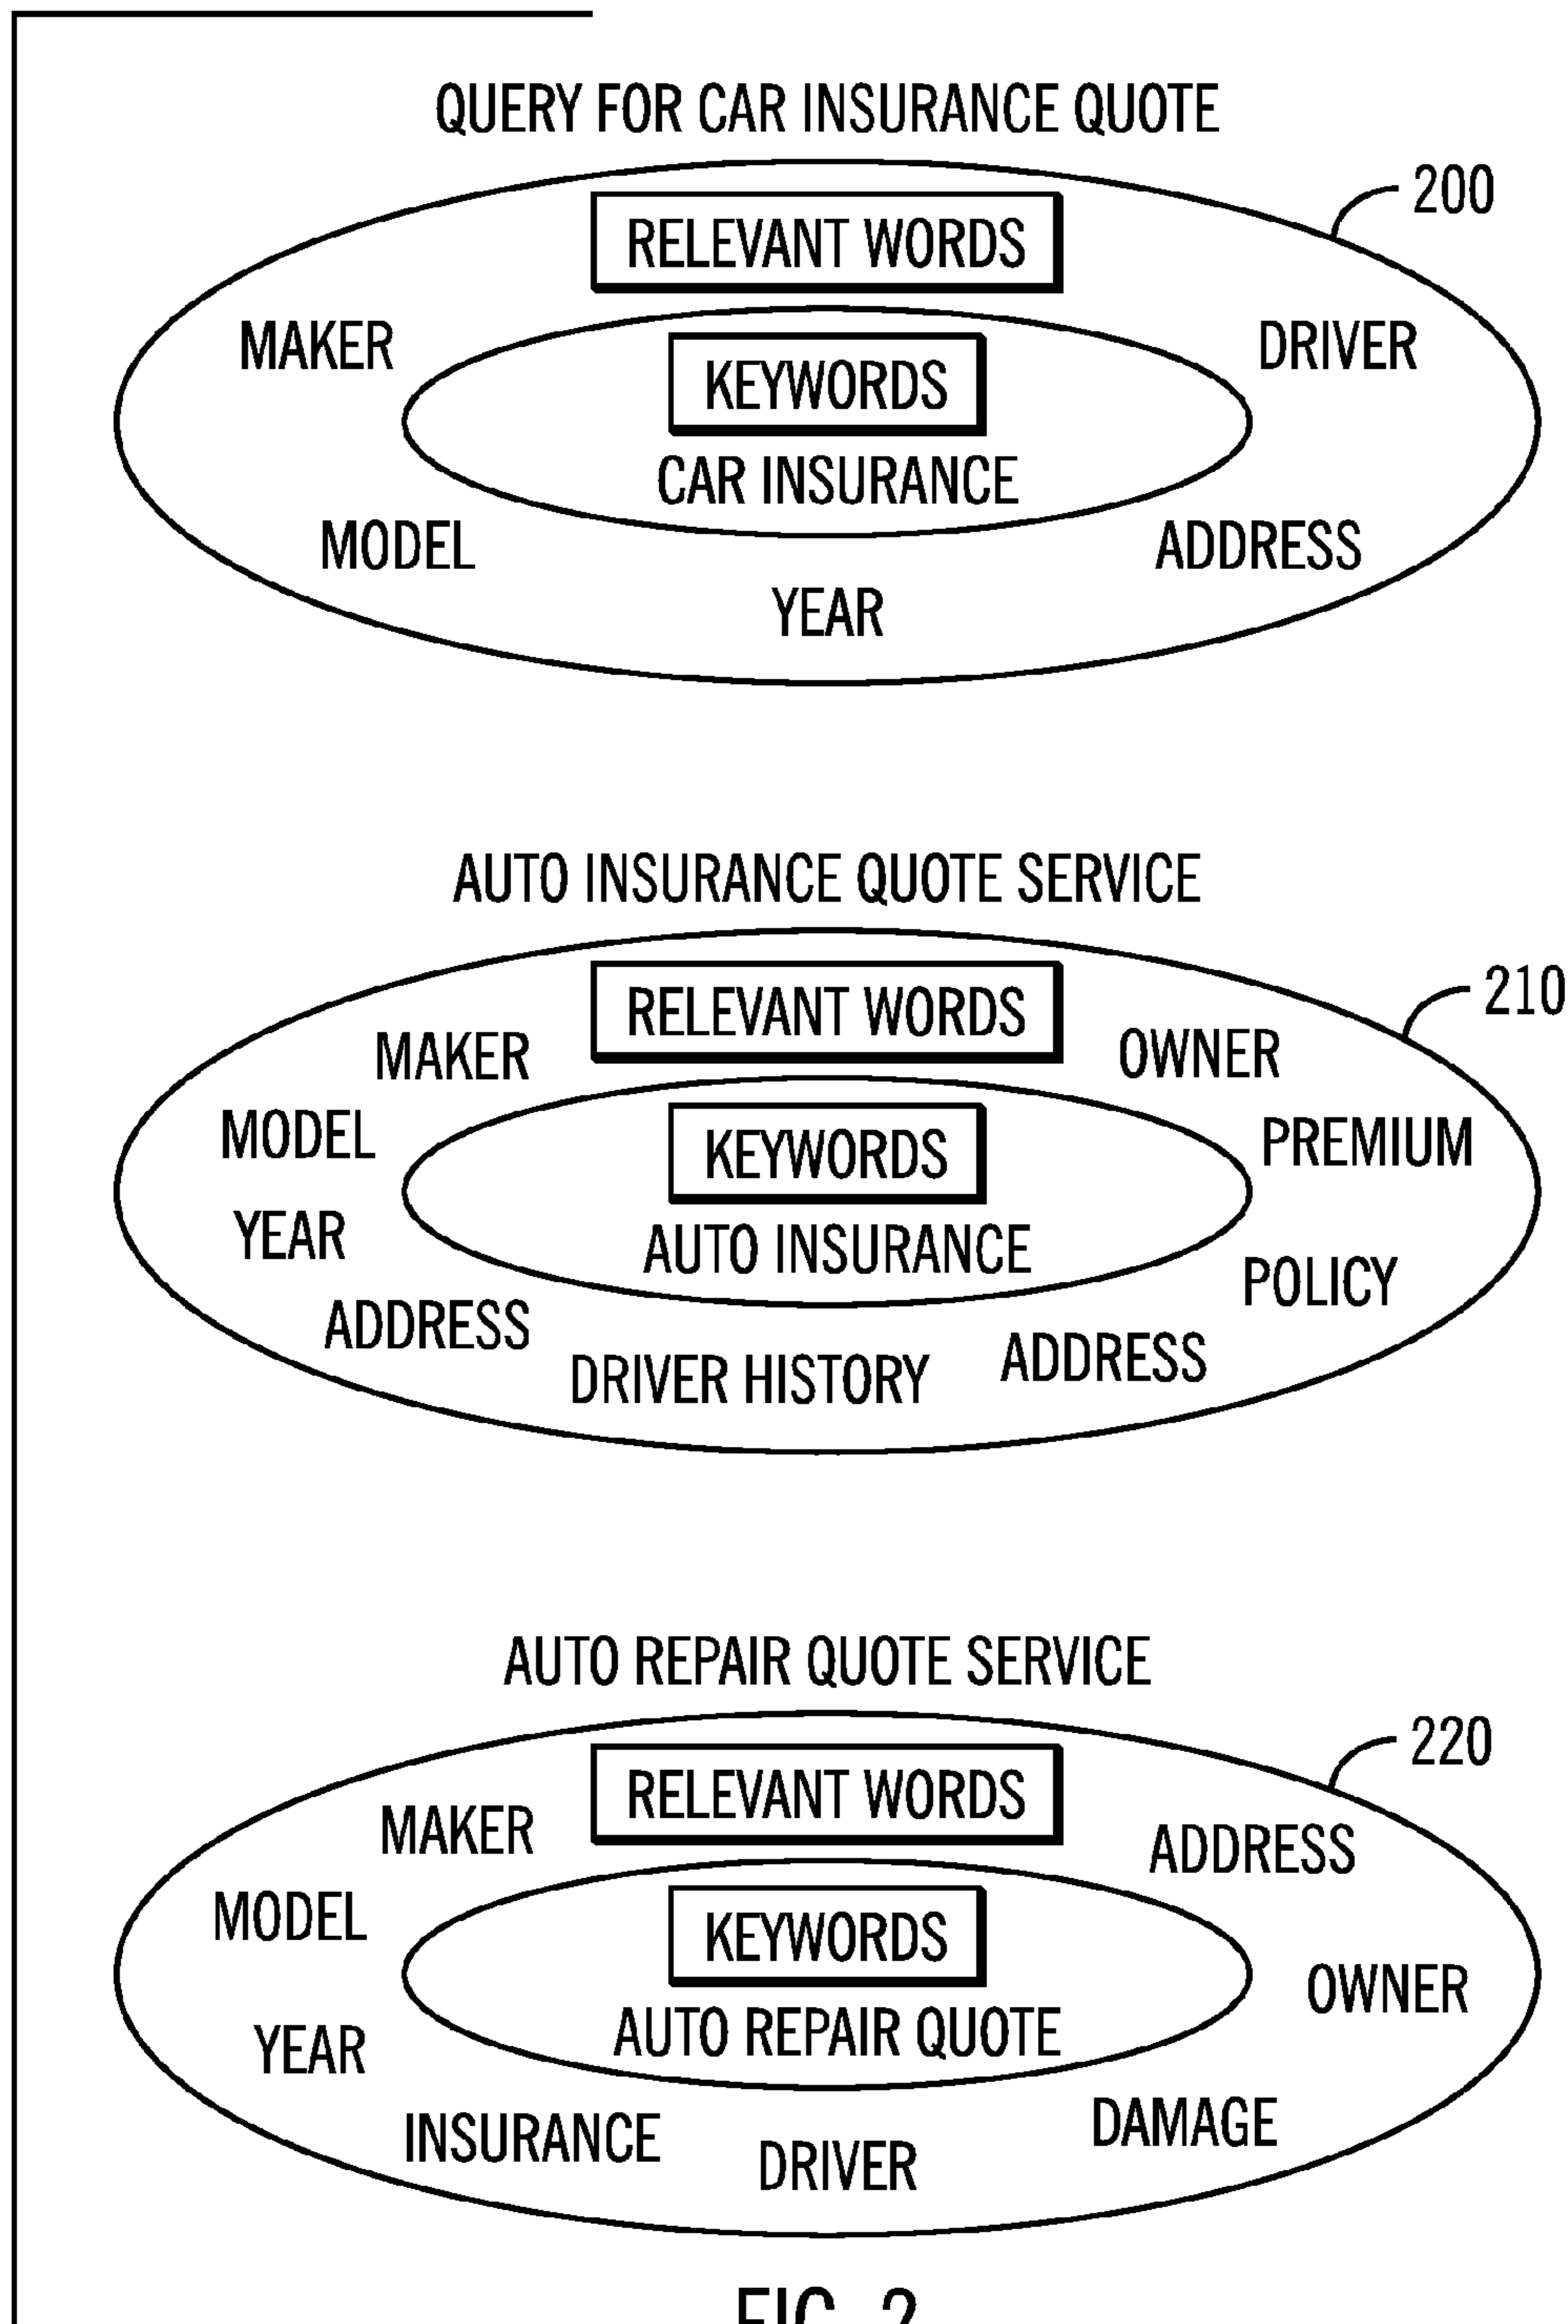 QUERY FOR CAR INSURANCE QUOTE
200
RELEVANT WORDS
MAKER
DRIVER
KEYWORDS
CAR INSURANCE
MODEL
ADDRESS
YEAR
AUTO INSURANCE QUOTE SERVICE
210
RELEVANT WORDS
MAKER
OWNER
MODEL
PREMIUM
KEYWORDS
YEAR
AUTO INSURANCE
POLICY
ADDRESS
ADDRESS
DRIVER HISTORY
AUTO REPAIR QUOTE SERVICE
220
RELEVANT WORDS
MAKER
ADDRESS
MODEL
KEYWORDS
OWNER
AUTO REPAIR QUOTE
YEAR
DAMAGE
INSURANCE
DRIVER
FIG. 2